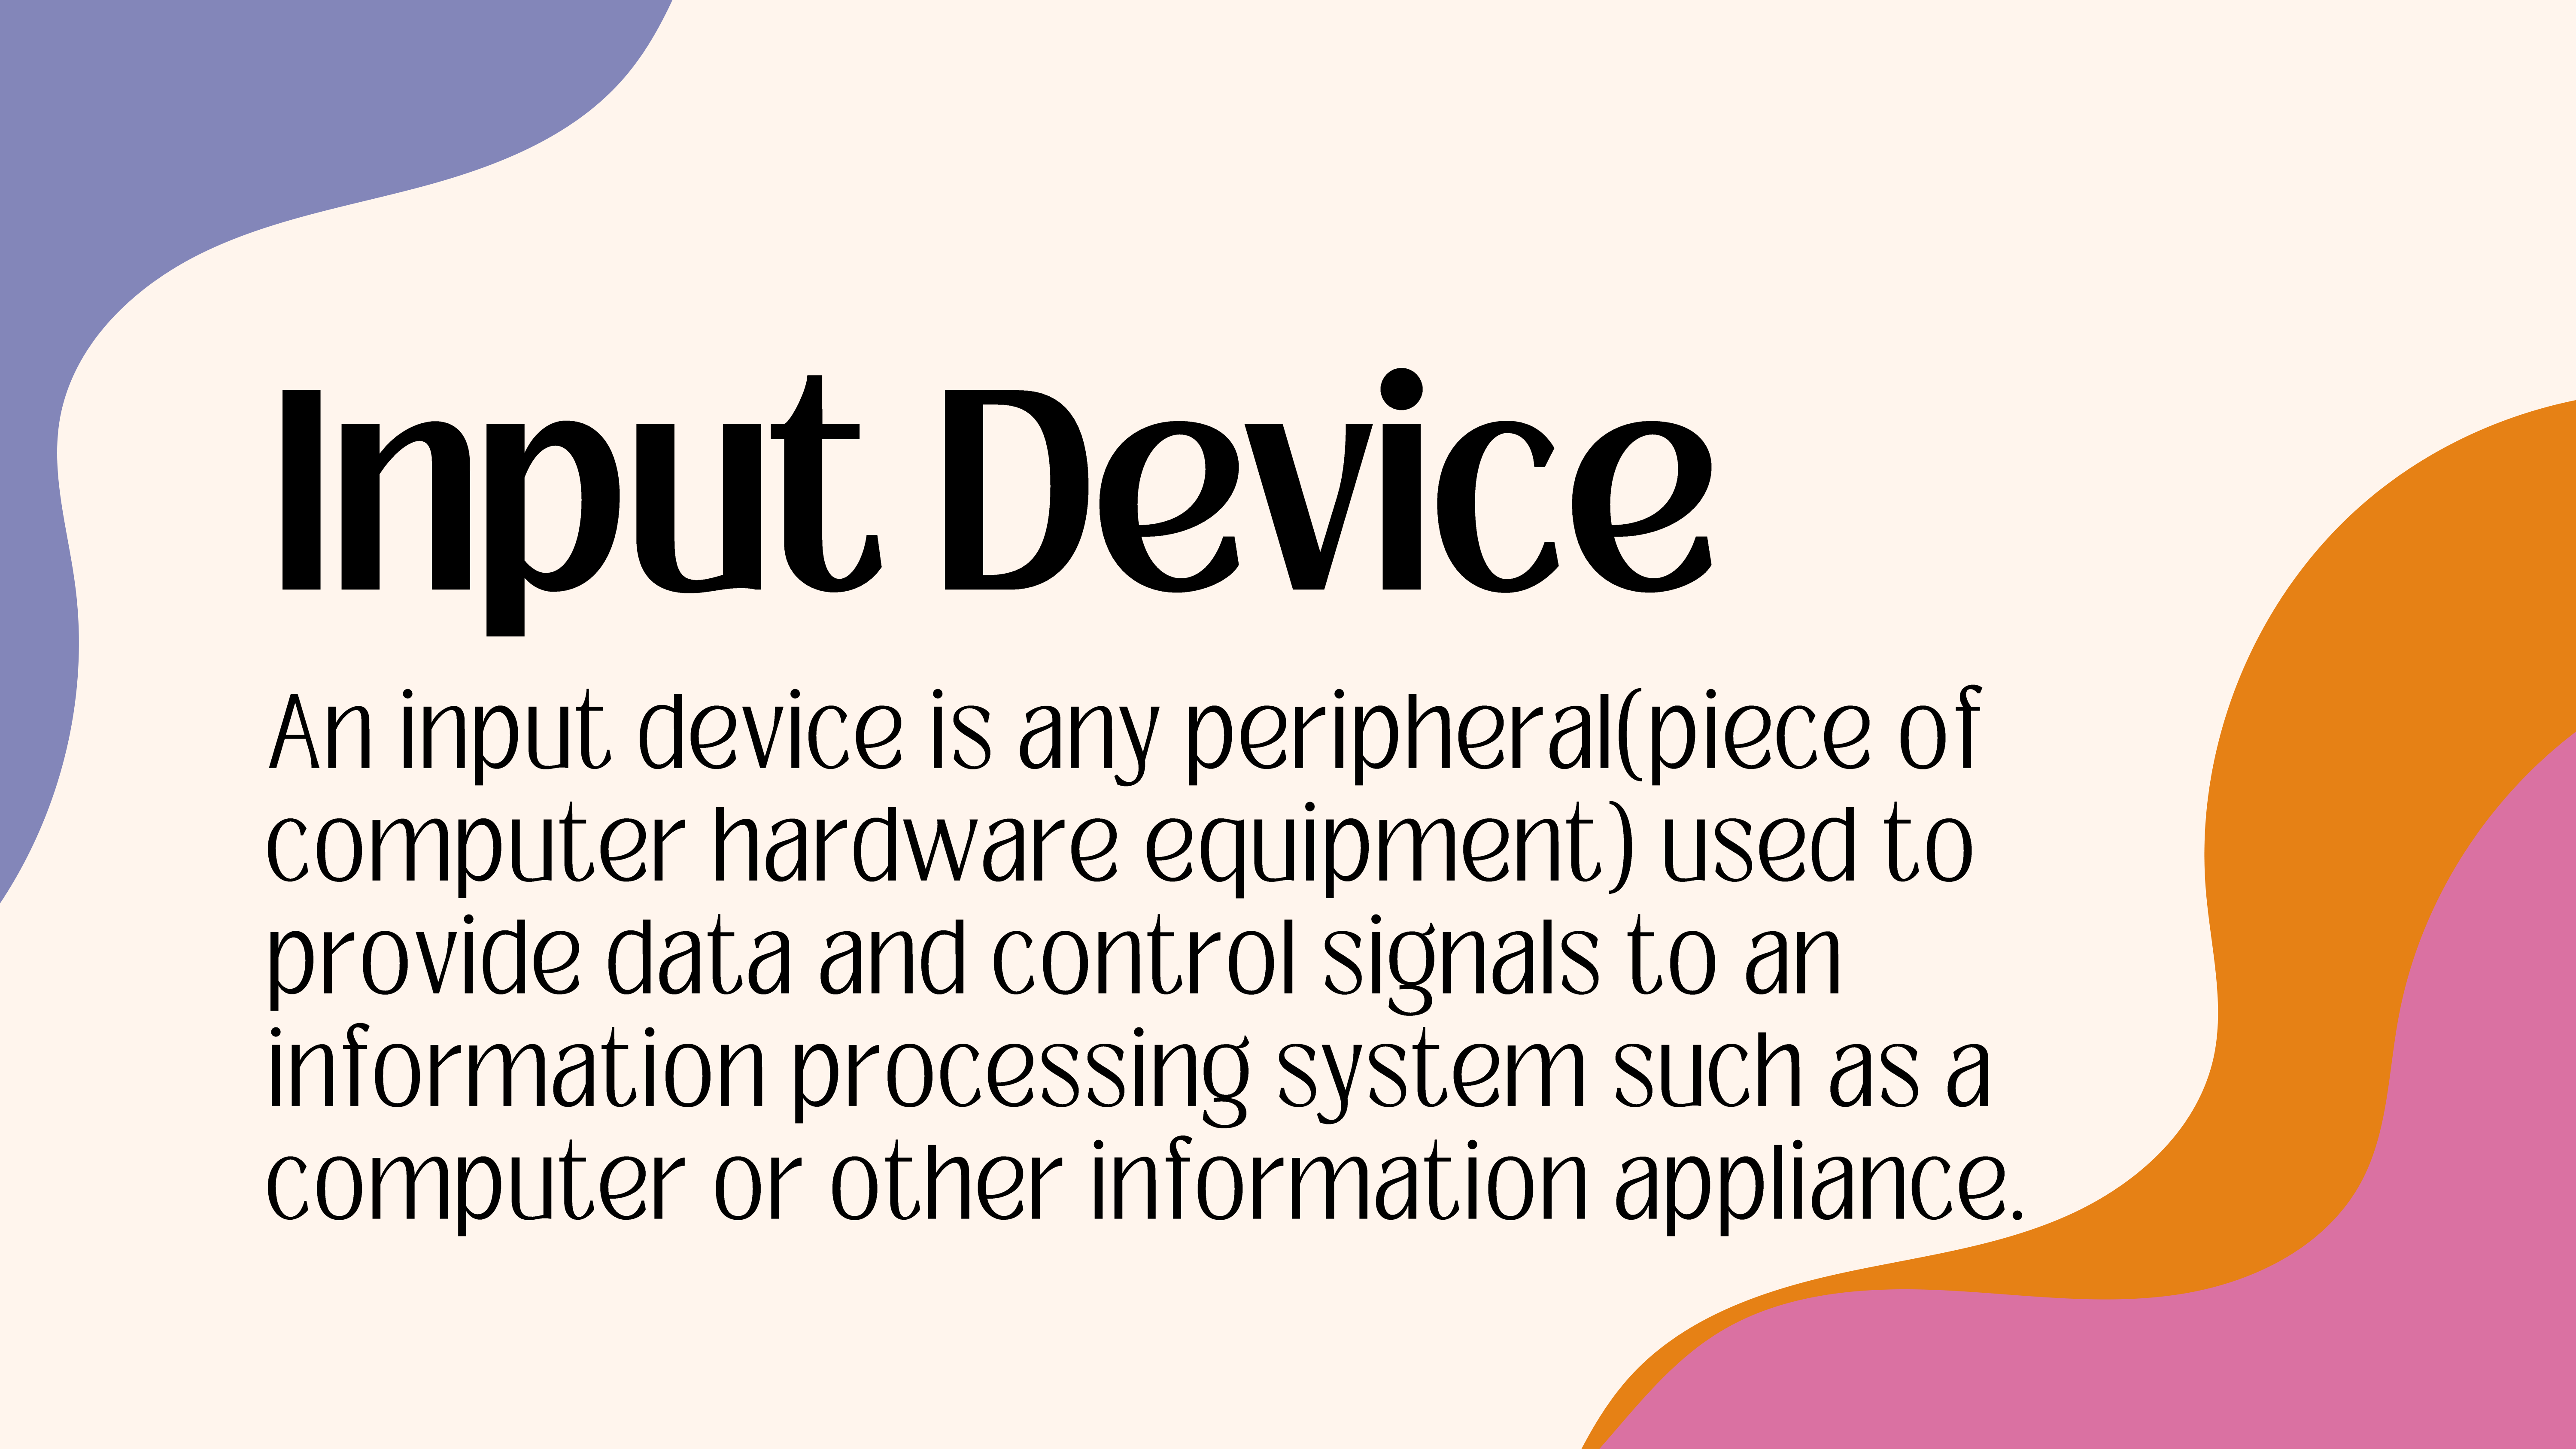 Input Device
An input device is any peripheral(piece of
computer hardware equipment) used to
provide data and control signals to an
information processing system such as a
computer or other information appliance.